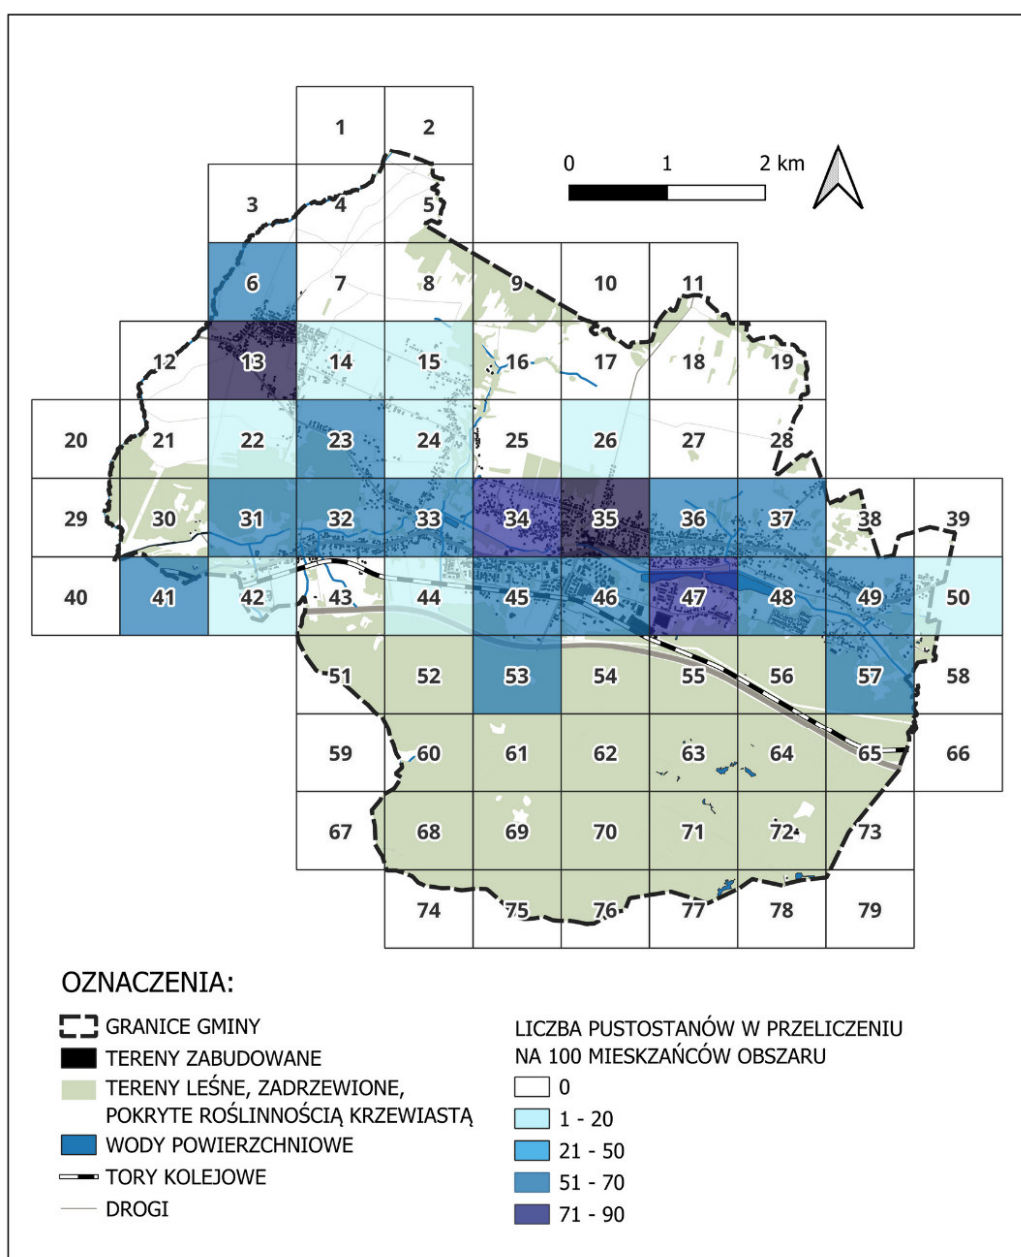 1 2
0 1 2 km
3 4 5
6 7 8 9 10 11
12 13 14 15 16 17 18 19
20 21 22 23 24 25 26 27 28
29 30 31 32 33 34 35 36 37 38 39
40 41 42 43 44 45 46 47 48 49 50
51 52 53 54 55 56 57 58
59 60 61 62 63 64 65 66
67 68 69 70 71 72 73
74 75 76 77 78 79
OZNACZENIA:
GRANICE GMINY
TERENY ZABUDOWANE
TERENY LEŚNE, ZADRZEWIONE,
POKRYTE ROŚLINNOŚCIĄ KRZEWIASTĄ
WODY POWIERZCHNIOWE
TORY KOLEJOWE
DROGI
LICZBA PUSTOSTANÓW W PRZELICZENIU
NA 100 MIESKZAŃCÓW OBSZARU
0
1 - 20
21 - 50
51 - 70
71 - 90